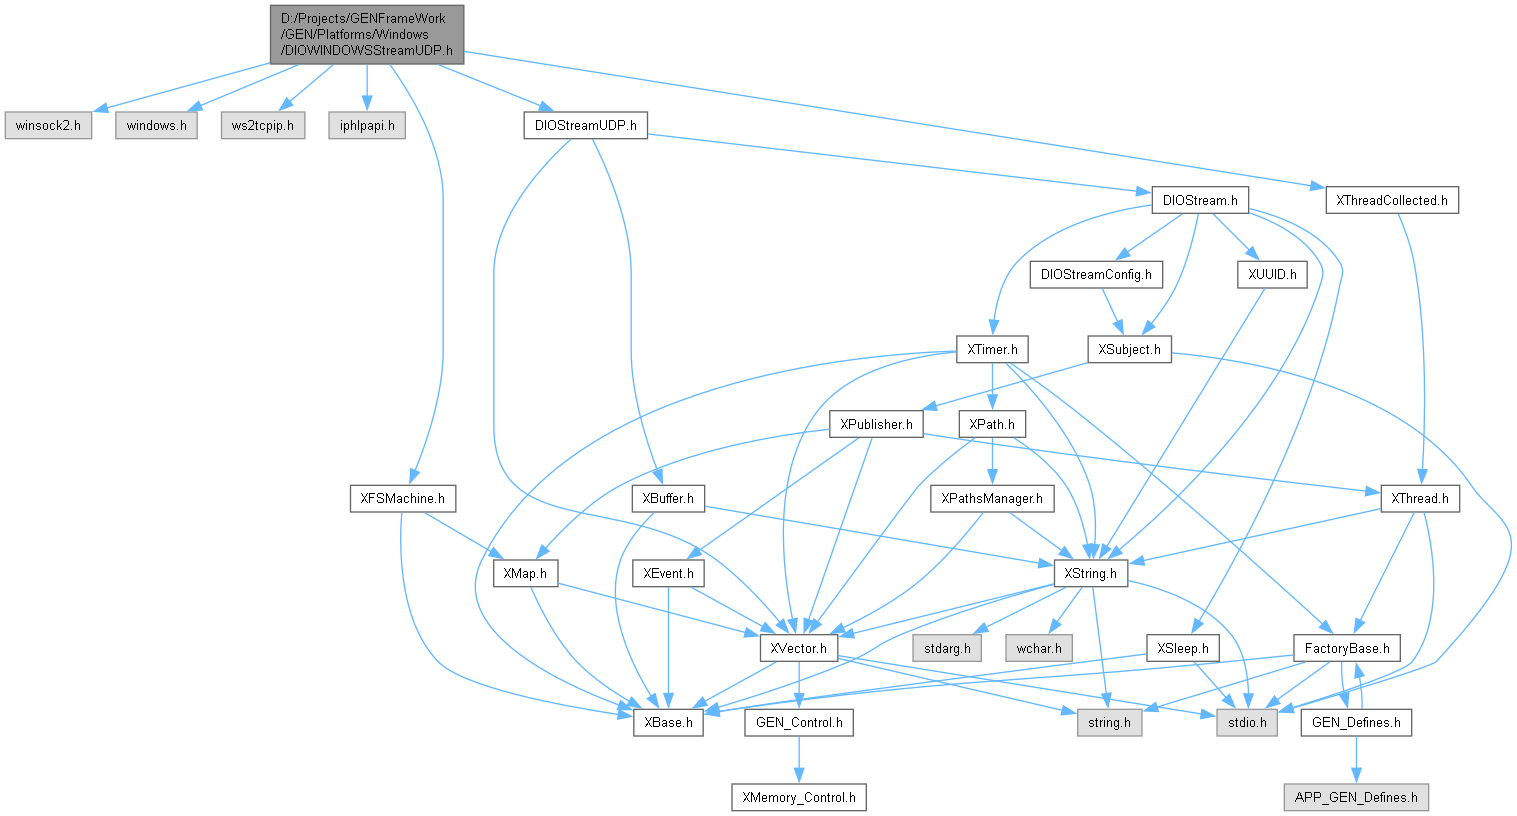 D:/Projects/GENFrameWork
/GEN/Platforms/Windows
/DIOWINDOWSStreamUDP.h
winsock2.h
windows.h
ws2tcpip.h
iphlpapi.h
DIOStreamUDP.h
DIOStream.h
XThreadCollected.h
DIOStreamConfig.h
XUUID.h
XTimer.h
XSubject.h
XPublisher.h
XPath.h
XFSMachine.h
XBuffer.h
XPathsManager.h
XThread.h
XMap.h
XEvent.h
XString.h
XVector.h
stdarg.h
wchar.h
XSleep.h
FactoryBase.h
XBase.h
GEN_Control.h
string.h
stdio.h
GEN_Defines.h
XMemory_Control.h
APP_GEN_Defines.h